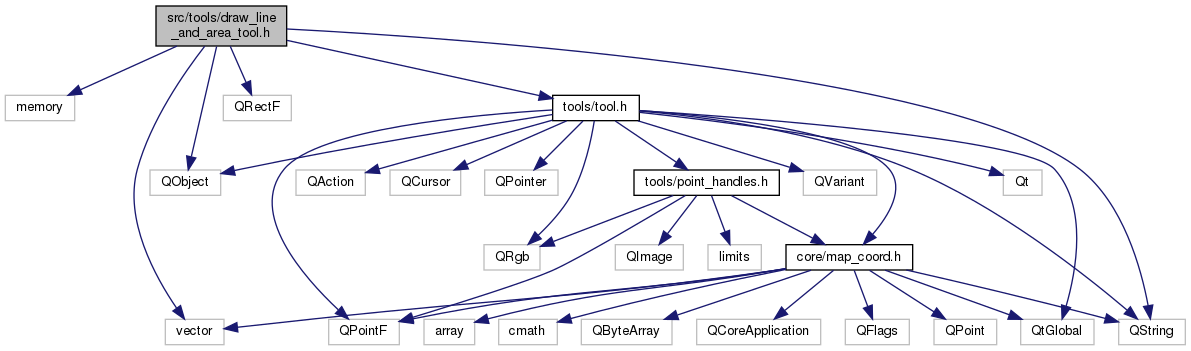 src/tools/draw_line
_and_area_tool.h
memory
QRectF
tools/tool.h
QObject
QAction
QCursor
QPointer
tools/point_handles.h
QVariant
Qt
QRgb
QImage
limits
core/map_coord.h
vector
QPointF
array
cmath
QByteArray
QCoreApplication
QFlags
QPoint
QtGlobal
QString